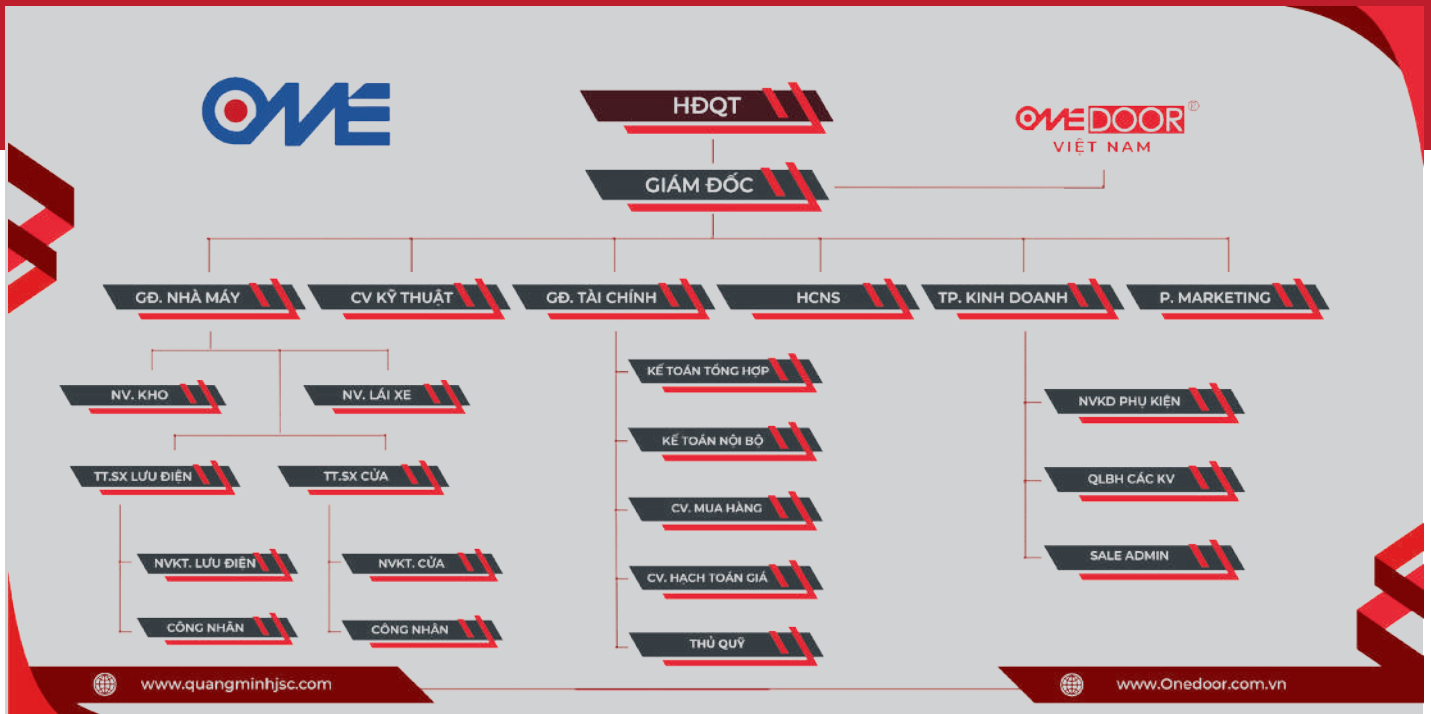 ONE
HĐQT
ONEDOOR®
VIỆT NAM
GIÁM ĐỐC
GĐ. NHÀ MÁY
CV KỸ THUẬT
GĐ. TÀI CHÍNH
HCNS
TP. KINH DOANH
P. MARKETING
NV. KHO
NV. LÁI XE
TT.SX LƯU ĐIỆN
TT.SX CỬA
NVKT. LƯU ĐIỆN
NVKT. CỬA
CÔNG NHÂN
CÔNG NHÂN
KẾ TOÁN TỔNG HỢP
KẾ TOÁN NỘI BỘ
CV. MUA HÀNG
CV. HẠCH TOÁN GIÁ
THỦ QUỸ
NVKD PHỤ KIỆN
QLBH CÁC KV
SALE ADMIN
www.quangminhjsc.com
www.Onedoor.com.vn